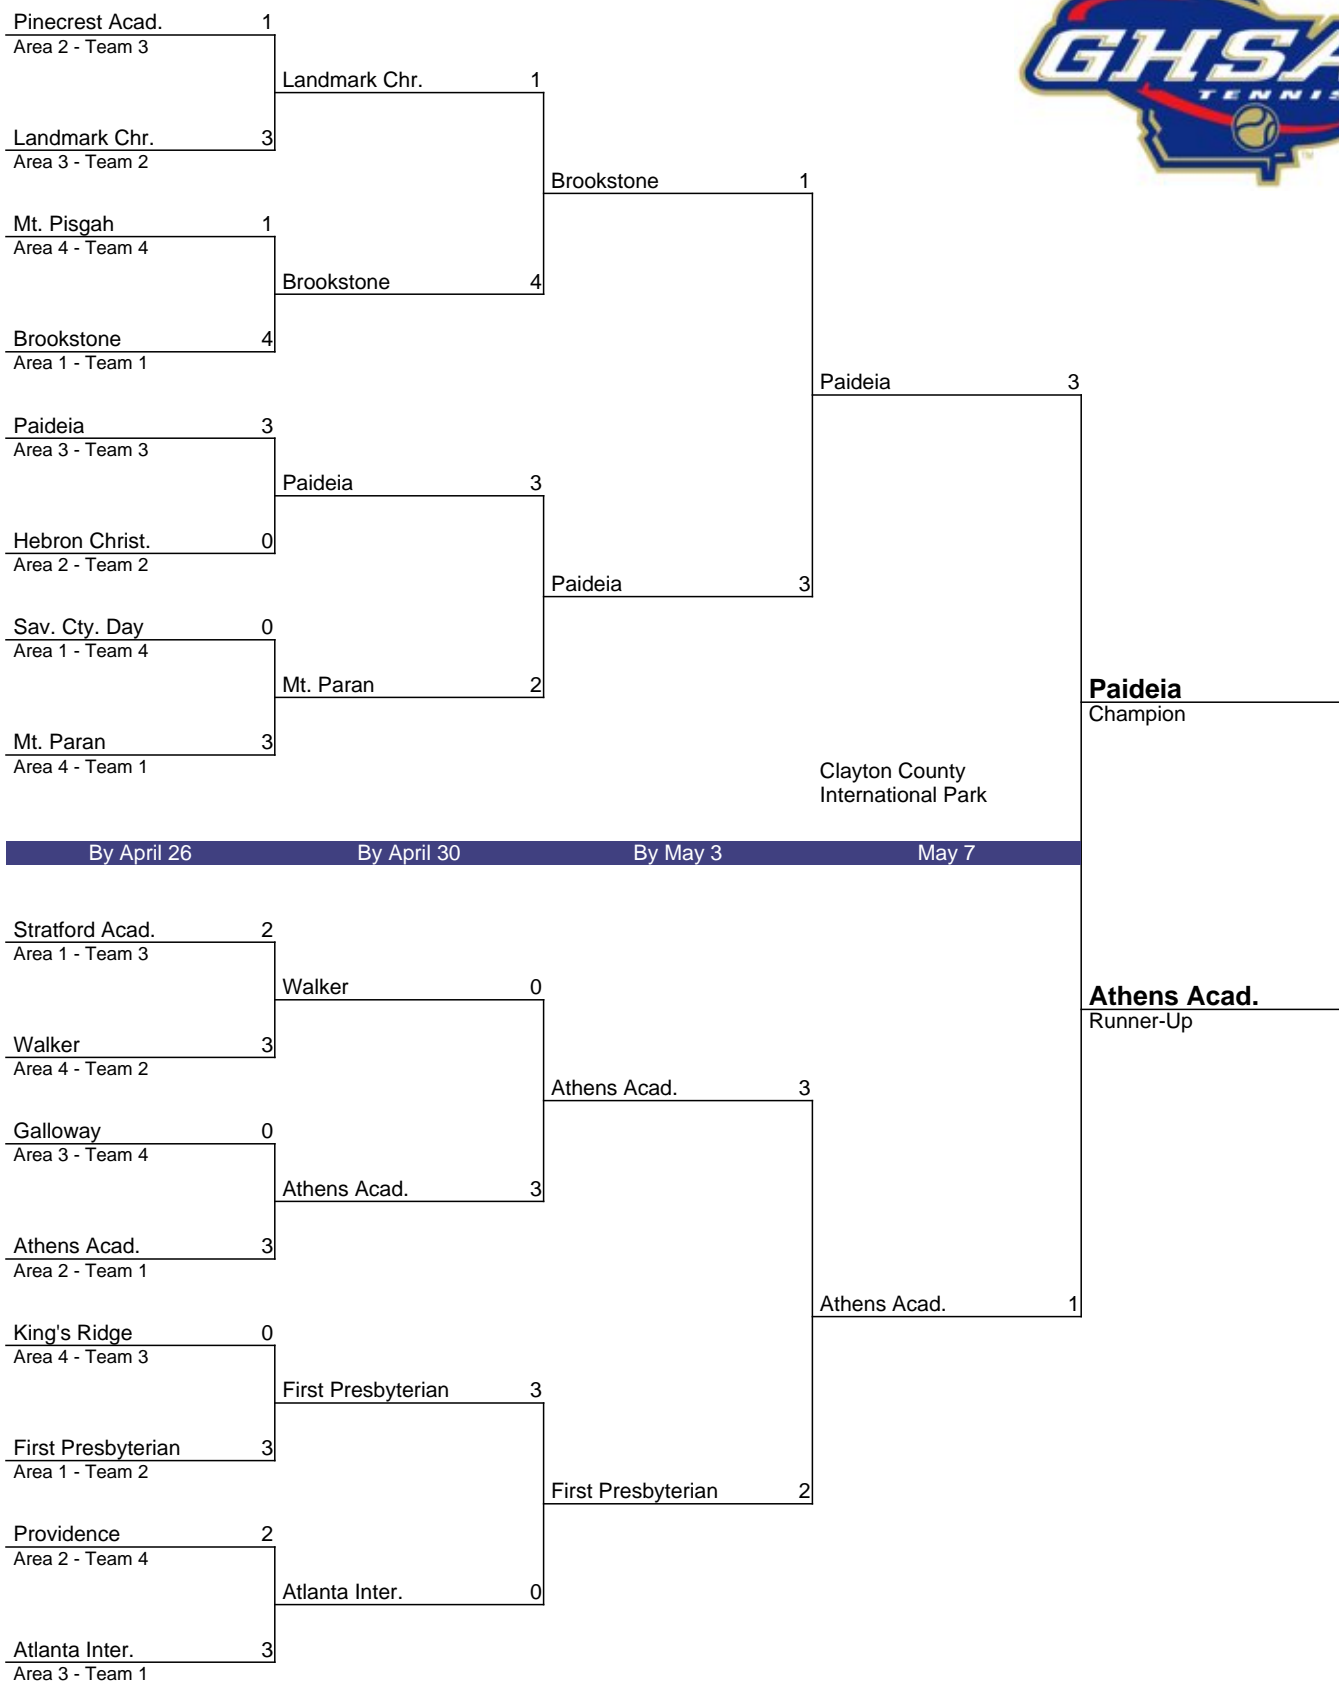 GHSA
TENNIS
Pinecrest Acad. 1
Area 2 - Team 3
Landmark Chr. 1
Landmark Chr. 3
Area 3 - Team 2
Brookstone 1
Mt. Pisgah 1
Area 4 - Team 4
Brookstone 4
Brookstone 4
Area 1 - Team 1
Paideia 3
Paideia 3
Area 3 - Team 3
Paideia 3
Hebron Christ. 0
Area 2 - Team 2
Paideia 3
Sav. Cty. Day 0
Area 1 - Team 4
Mt. Paran 2
Paideia
Champion
Mt. Paran 3
Area 4 - Team 1
Clayton County
International Park
By April 26 By April 30 By May 3 May 7
Stratford Acad. 2
Area 1 - Team 3
Walker 0
Athens Acad.
Runner-Up
Walker 3
Area 4 - Team 2
Athens Acad. 3
Galloway 0
Area 3 - Team 4
Athens Acad. 3
Athens Acad. 3
Area 2 - Team 1
Athens Acad. 1
King's Ridge 0
Area 4 - Team 3
First Presbyterian 3
First Presbyterian 3
Area 1 - Team 2
First Presbyterian 2
Providence 2
Area 2 - Team 4
Atlanta Inter. 0
Atlanta Inter. 3
Area 3 - Team 1